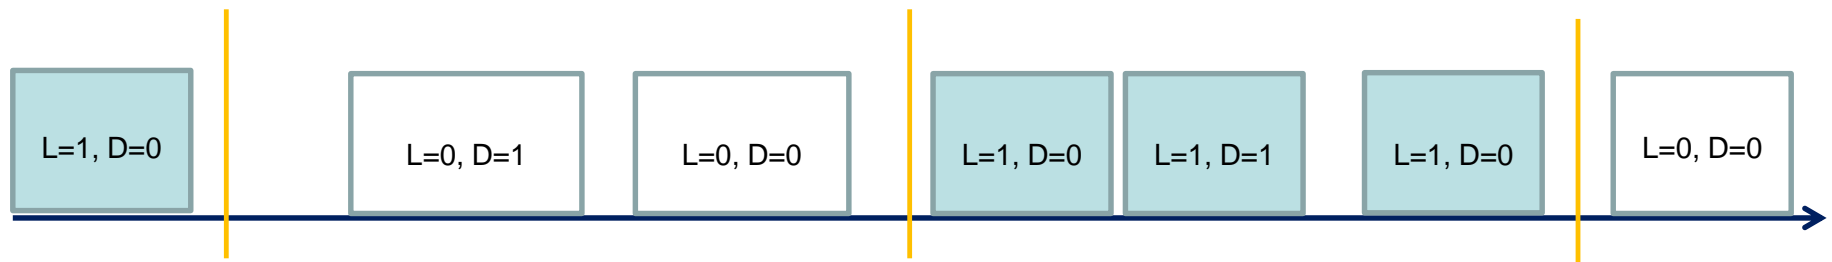 L=1, D=0
L=0, D=1
L=0, D=0
L=1, D=0
L=1, D=1
L=1, D=0
L=0, D=0